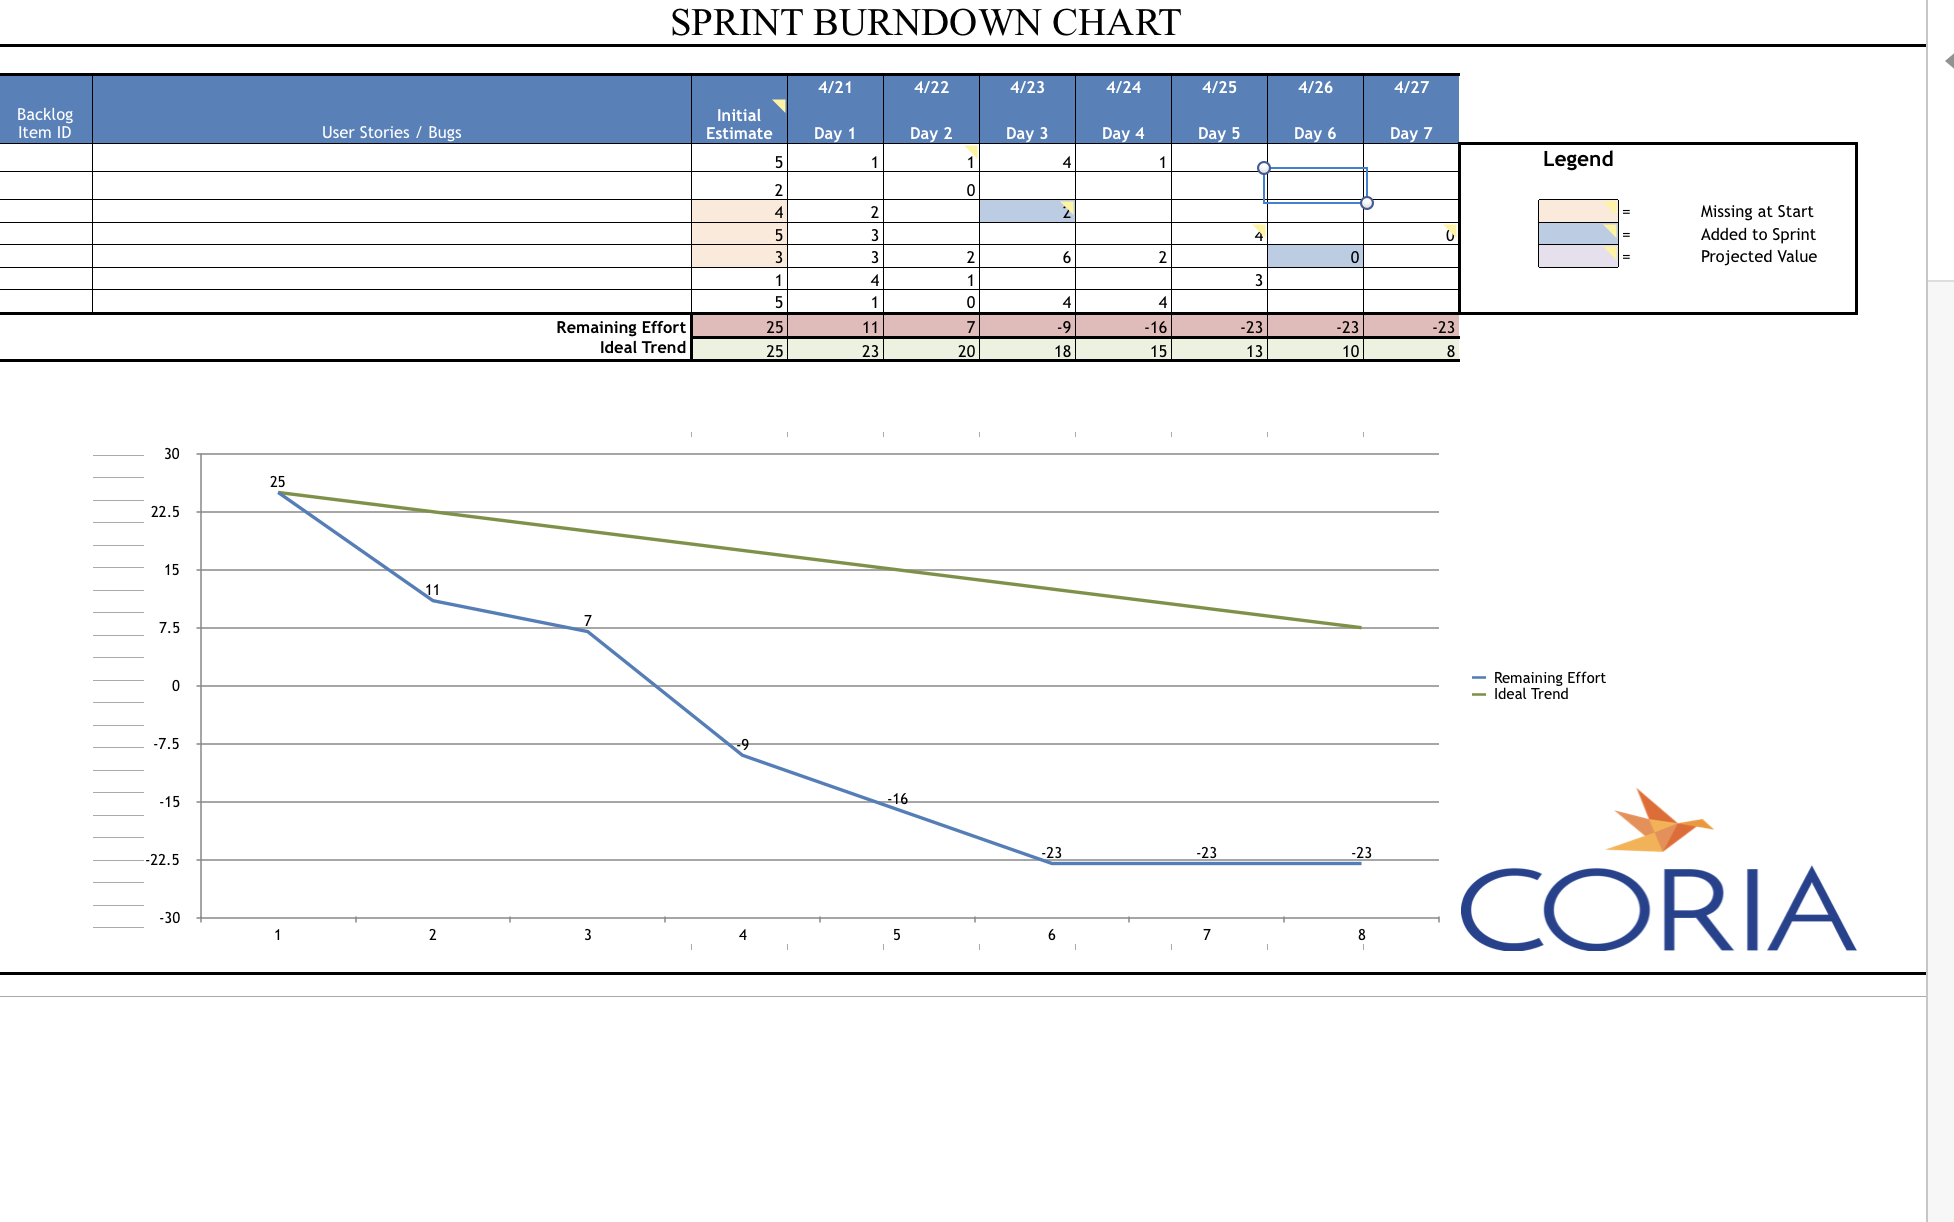 SPRINT BURNDOWN CHART
4/21 4/22 4/23 4/24 4/25 4/26 4/27
Backlog Item ID User Stories / Bugs Initial Estimate Day 1 Day 2 Day 3 Day 4 Day 5 Day 6 Day 7
5 1 1 4 1
2 0
4 2 2
5 3 4 0
3 3 2 6 2 0
1 4 1 3
5 1 0 4 4
Remaining Effort 25 11 7 -9 -16 -23 -23 -23
Ideal Trend 25 23 20 18 15 13 10 8
Legend
= Missing at Start
= Added to Sprint
= Projected Value
30
22.5
15
7.5
0
-7.5
-15
-22.5
-30
25
11
7
-9
-16
-23 -23 -23
1 2 3 4 5 6 7 8
Remaining Effort
Ideal Trend
CORIA